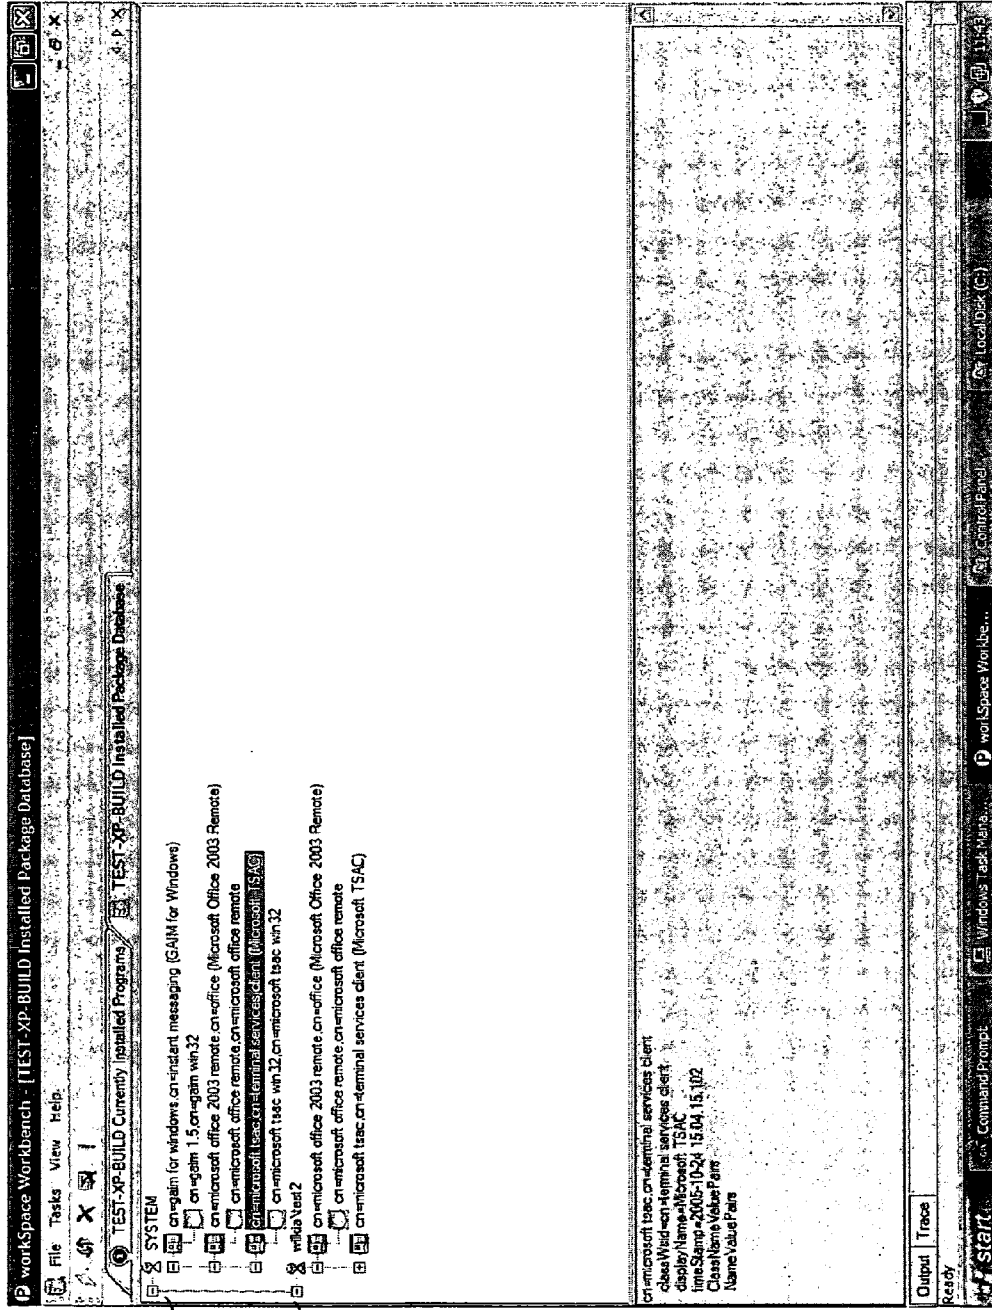 workSpace Workbench - [TEST-XP-BUILD Installed Package Database]
File Tasks View Help
TEST-XP-BUILD Currently Installed Programs
TEST-XP-BUILD Installed Package Database
SYSTEM
cn=gaim for windows,cn=instant messaging (GAIM for Windows)
cn=gaim 1.5,cn=gaim win32
cn=microsoft office 2003 remote,cn=office (Microsoft Office 2003 Remote)
cn=microsoft office remote,cn=microsoft office remote
cn=microsoft tsac,cn=terminal services client (Microsoft TSAC)
cn=microsoft tsac win32,cn=microsoft tsac win32
cn=microsoft office 2003 remote,cn=office (Microsoft Office 2003 Remote)
cn=microsoft office remote,cn=microsoft office remote
cn=microsoft tsac,cn=terminal services client (Microsoft TSAC)
cn=microsoft tsac,cn=terminal services client
classWsid=cn=terminal services client
displayName=Microsoft TSAC
timeStamp=2005-10-24 15.04.15.102
ClassNameValuePairs
NameValuePairs
Output Trace
Ready
start
Command Prompt
Windows Task Mana...
workSpace Workbe...
Control Panel
Local Disk (C:)
11:43